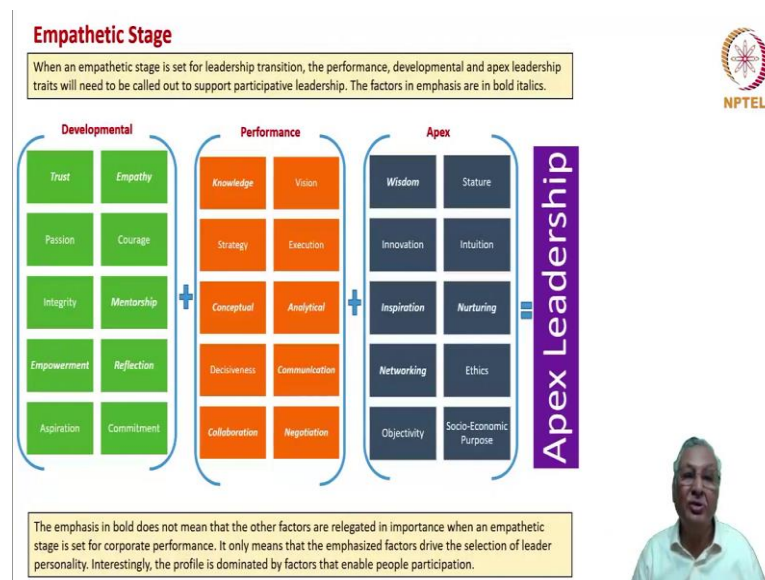 Empathetic Stage
When an empathetic stage is set for leadership transition, the performance, developmental and apex leadership
traits will need to be called out to support participative leadership. The factors in emphasis are in bold italics.
NPTEL
Developmental
Trust
Empathy
Passion
Courage
Integrity
Mentorship
Empowerment
Reflection
Aspiration
Commitment
+
Performance
Knowledge
Vision
Strategy
Execution
Conceptual
Analytical
Decisiveness
Communication
Collaboration
Negotiation
+
Apex
Wisdom
Stature
Innovation
Intuition
Inspiration
Nurturing
Networking
Ethics
Objectivity
Socio-Economic
Purpose
=
Apex Leadership
The emphasis in bold does not mean that the other factors are relegated in importance when an empathetic
stage is set for corporate performance. It only means that the emphasized factors drive the selection of leader
personality. Interestingly, the profile is dominated by factors that enable people participation.